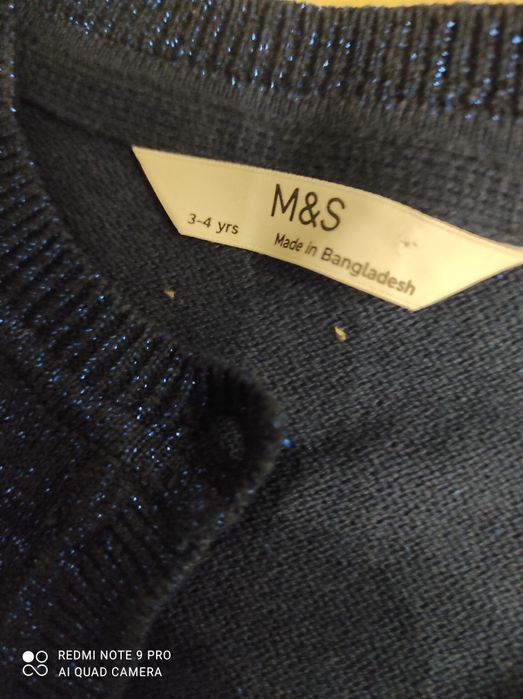 M&S
3-4 yrs
Made in Bangladesh
REDMI NOTE 9 PRO
AI QUAD CAMERA